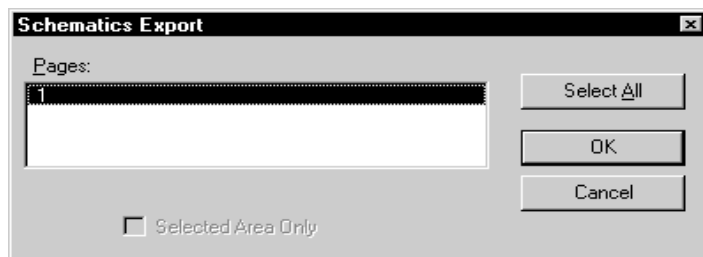 Schematics Export
Pages:
1
Select All
OK
Cancel
Selected Area Only